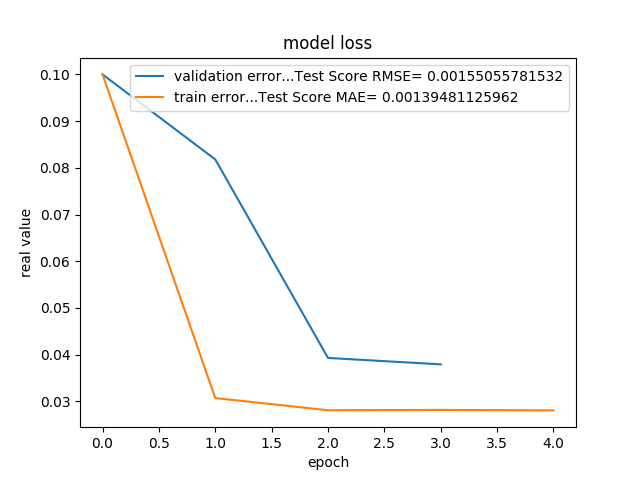 model loss
validation error...Test Score RMSE= 0.00155055781532
train error...Test Score MAE= 0.00139481125962
real value
0.10
0.09
0.08
0.07
0.06
0.05
0.04
0.03
0.0 0.5 1.0 1.5 2.0 2.5 3.0 3.5 4.0
epoch